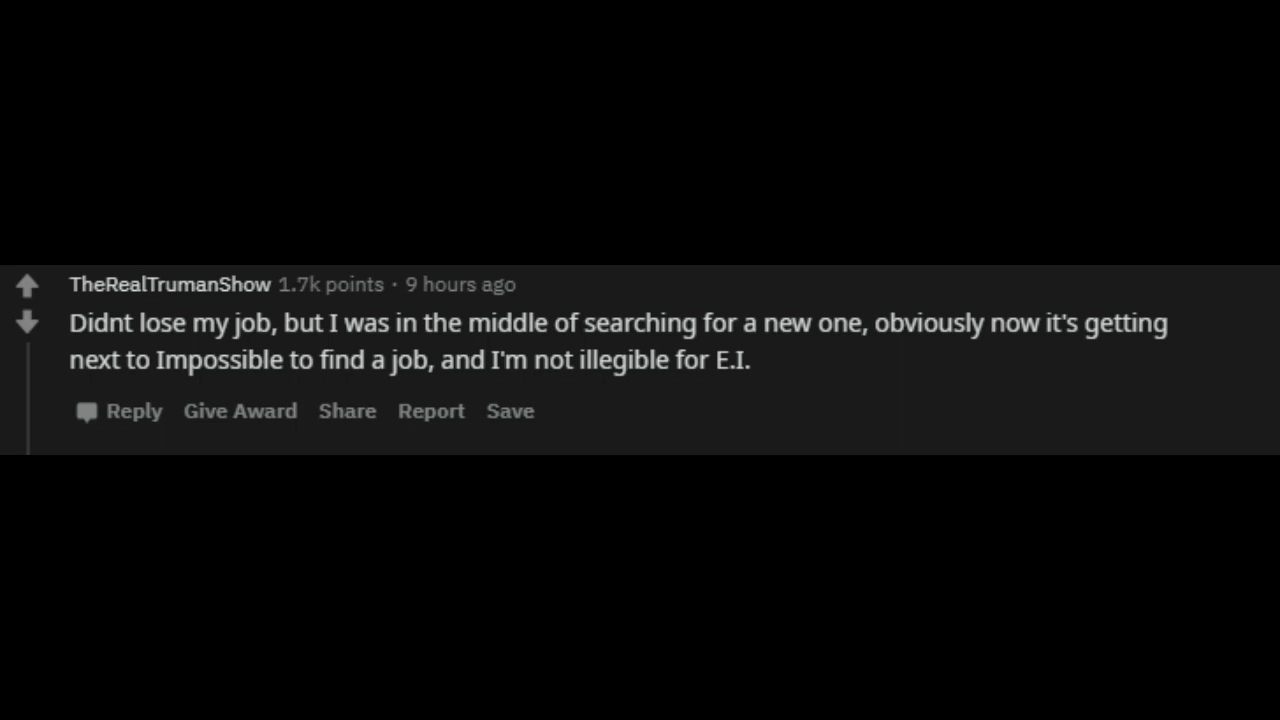 TheRealTrumanShow 1.7k points · 9 hours ago
Didnt lose my job, but I was in the middle of searching for a new one, obviously now it's getting
next to Impossible to find a job, and I'm not illegible for E.I.
Reply Give Award Share Report Save